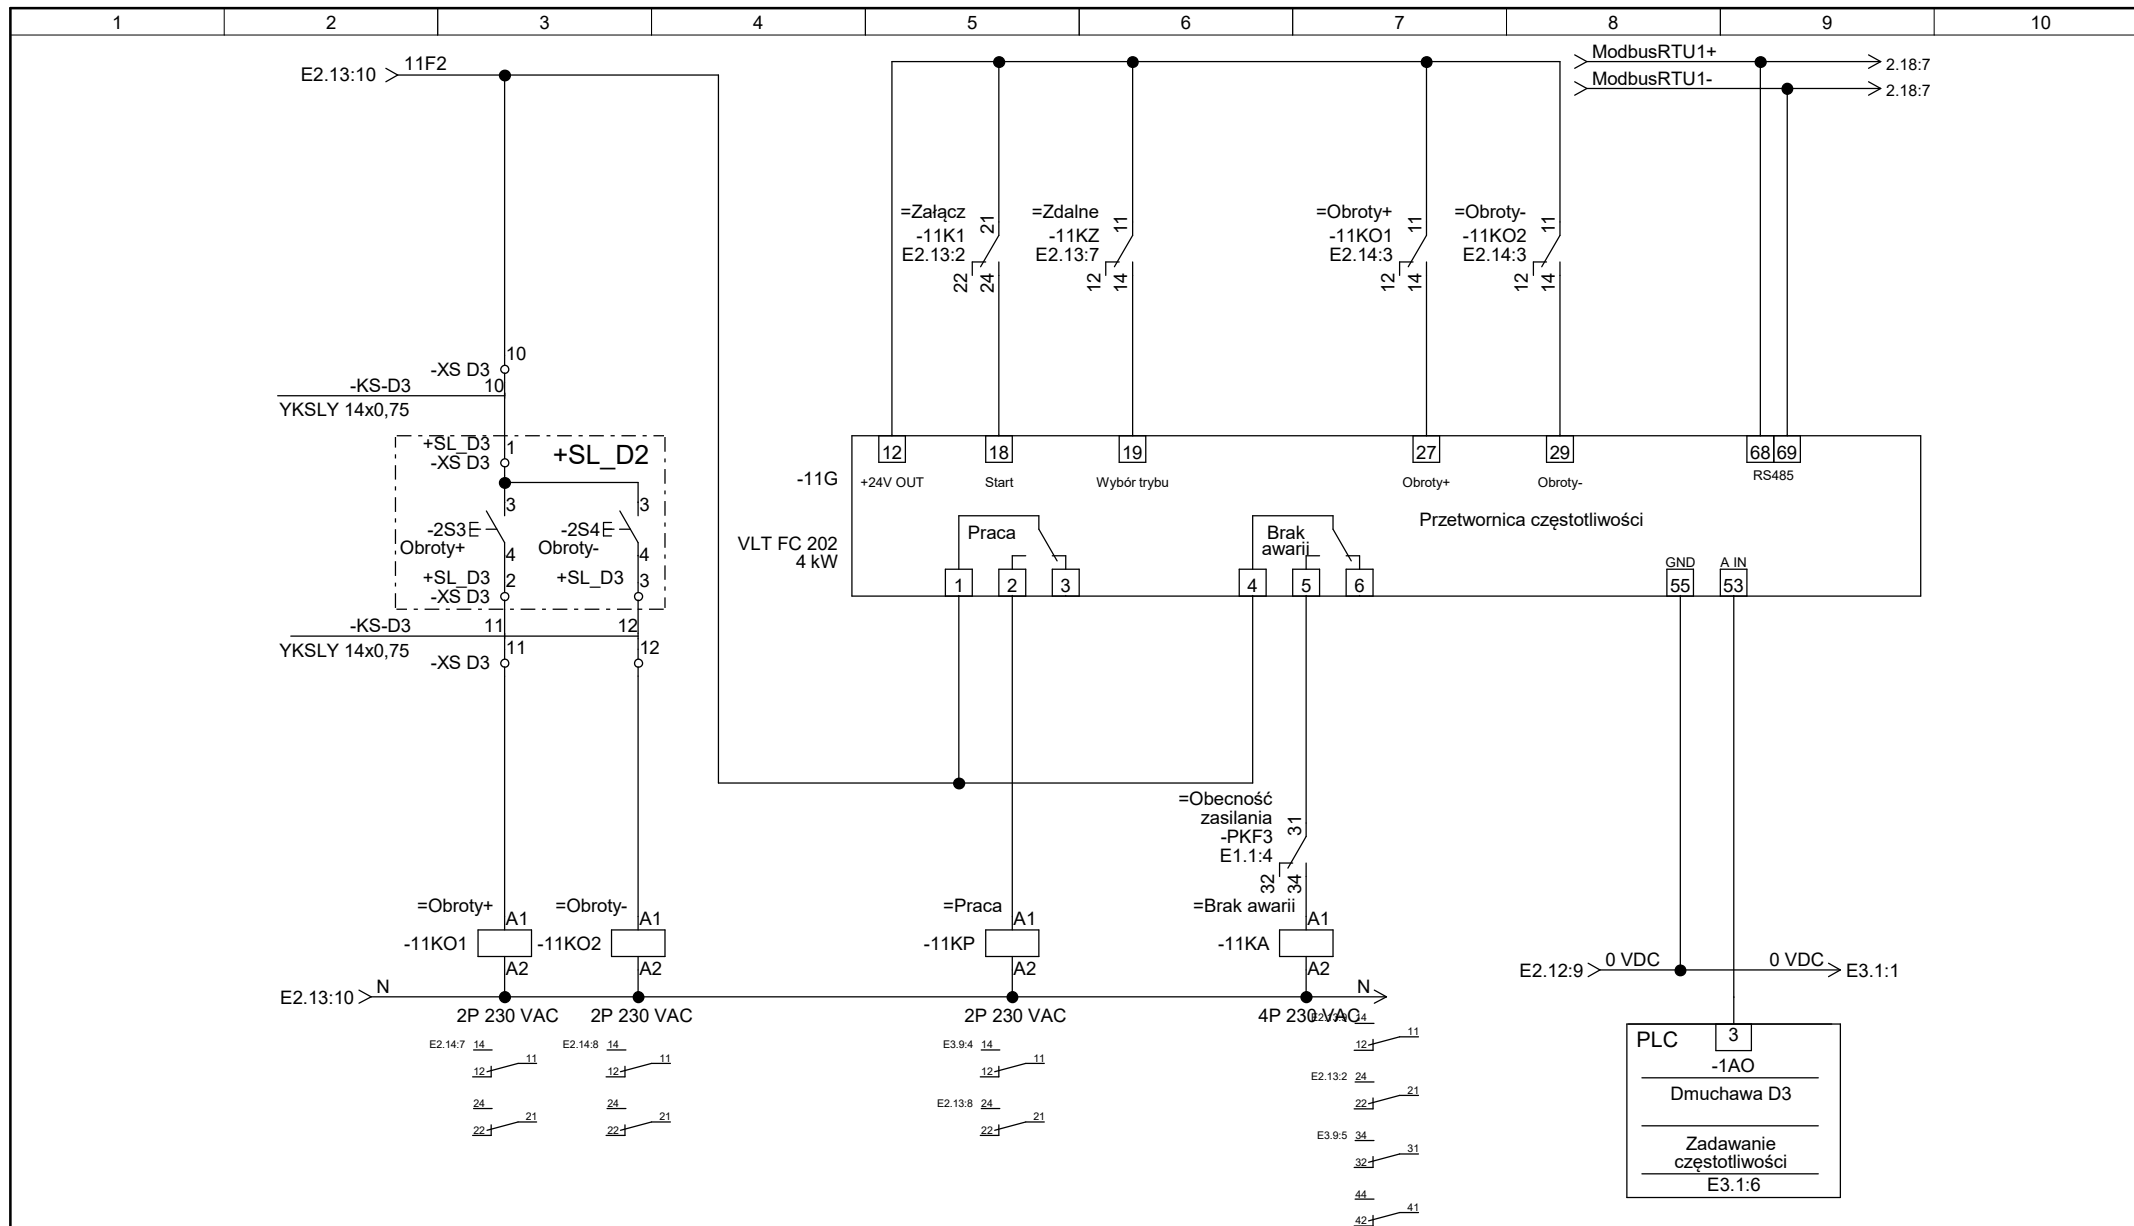 1 2 3 4 5 6 7 8 9 10
E2.13:10 11F2
ModbusRTU1+ 2.18:7
ModbusRTU1- 2.18:7
=Załącz
-11K1
E2.13:2
21
22
24
=Zdalne
-11KZ
E2.13:7
11
12
14
=Obroty+
-11KO1
E2.14:3
11
12
14
=Obroty-
-11KO2
E2.14:3
11
12
14
10
-XS D3
-KS-D3 10
YKSLY 14x0,75
+SL_D3 1
-XS D3
+SL_D2
3 3
-2S3 -2S4
Obroty+ Obroty-
4 4
+SL_D3 2 +SL_D3 3
-XS D3
-KS-D3 11 12
YKSLY 14x0,75
-XS D3 11 12
-11G
VLT FC 202
4 kW
12 18 19 27 29 68 69
+24V OUT Start Wybór trybu Obroty+ Obroty- RS485
Przetwornica częstotliwości
Praca
Brak
awarii
GND A IN
1 2 3 4 5 6 55 53
=Obecność
zasilania
-PKF3
E1.1:4
31
32
34
=Obroty+ =Obroty- =Praca =Brak awarii
A1 A1 A1 A1
-11KO1 -11KO2 -11KP -11KA
A2 A2 A2 A2
E2.12:9 0 VDC 0 VDC E3.1:1
E2.13:10 N N
2P 230 VAC 2P 230 VAC 2P 230 VAC 4P 230 VAC
E2.14:7 14
12 11
24
22 21
E2.14:8 14
12 11
24
22 21
E3.9:4 14
12 11
E2.13:8 24
22 21
14
12 11
E2.13:2 24
22 21
E3.9:5 34
32 31
44
42 41
PLC 3
-1AO
Dmuchawa D3
Zadawanie
częstotliwości
E3.1:6